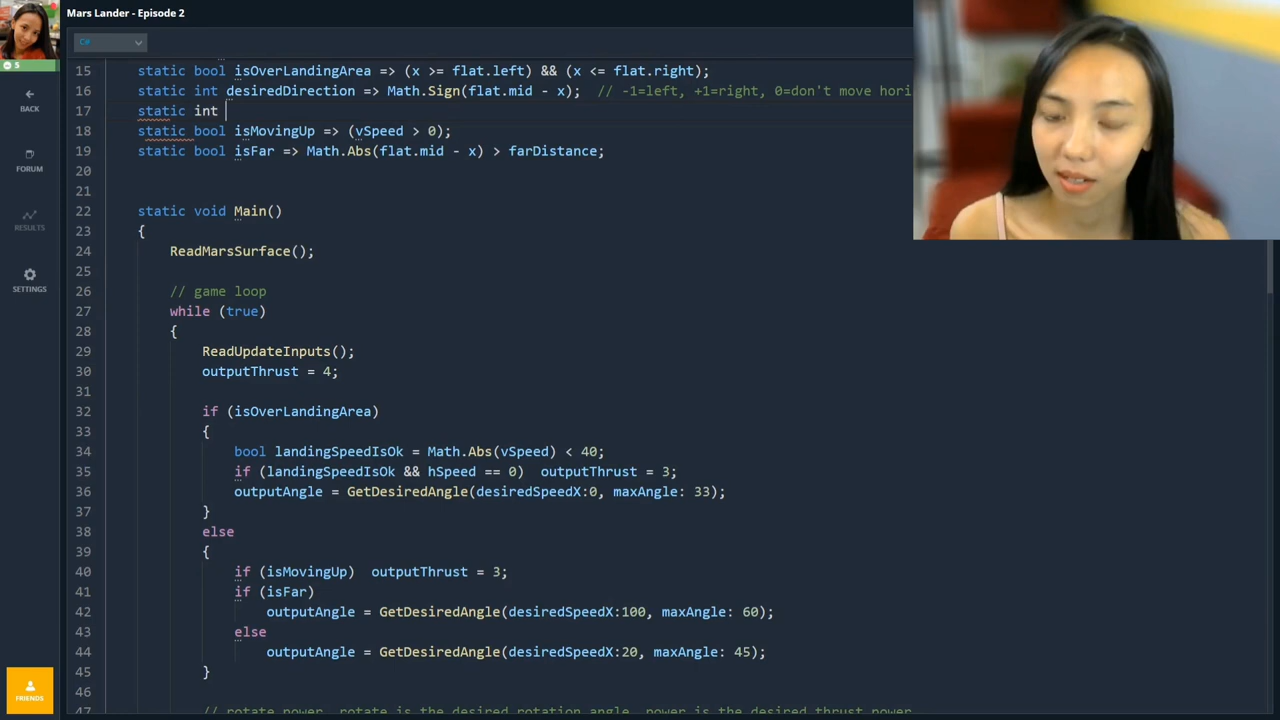 Mars Lander - Episode 2
C#
5
BACK
FORUM
RESULTS
SETTINGS
FRIENDS
15 static bool isOverLandingArea => (x >= flat.left) && (x <= flat.right);
16 static int desiredDirection => Math.Sign(flat.mid - x);  // -1=left, +1=right, 0=don't move hori
17 static int
18 static bool isMovingUp => (vSpeed > 0);
19 static bool isFar => Math.Abs(flat.mid - x) > farDistance;
20
21
22 static void Main()
23 {
24 ReadMarsSurface();
25
26 // game loop
27 while (true)
28 {
29 ReadUpdateInputs();
30 outputThrust = 4;
31
32 if (isOverLandingArea)
33 {
34 bool landingSpeedIsOk = Math.Abs(vSpeed) < 40;
35 if (landingSpeedIsOk && hSpeed == 0)  outputThrust = 3;
36 outputAngle = GetDesiredAngle(desiredSpeedX:0, maxAngle: 33);
37 }
38 else
39 {
40 if (isMovingUp)  outputThrust = 3;
41 if (isFar)
42 outputAngle = GetDesiredAngle(desiredSpeedX:100, maxAngle: 60);
43 else
44 outputAngle = GetDesiredAngle(desiredSpeedX:20, maxAngle: 45);
45 }
46
47 // rotate power. rotate is the desired rotation angle. power is the desired thrust power